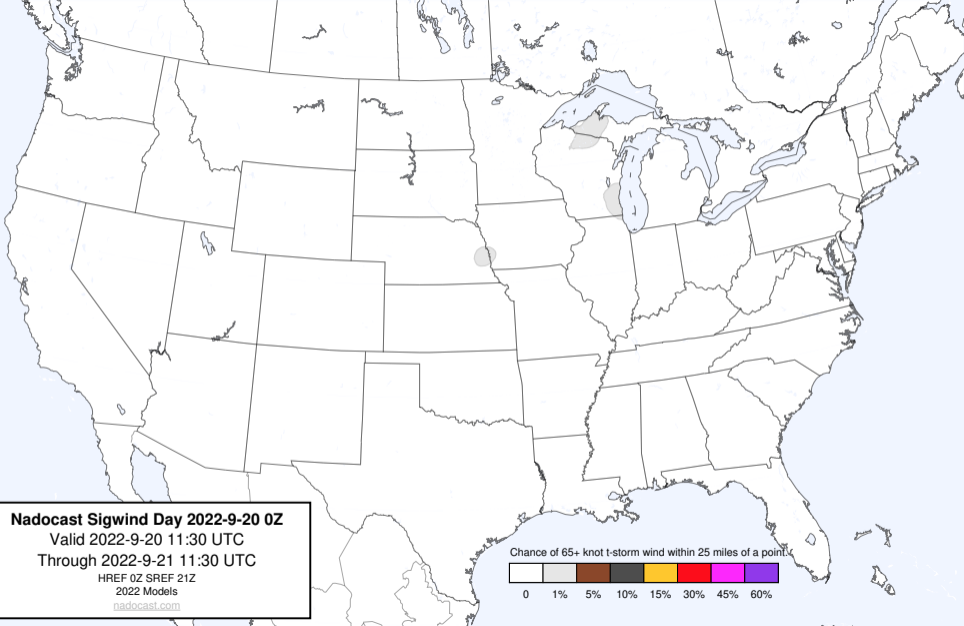 Nadocast Sigwind Day 2022-9-20 0Z
Valid 2022-9-20 11:30 UTC
Through 2022-9-21 11:30 UTC
HREF 0Z SREF 21Z
2022 Models
nadocast.com
Chance of 65+ knot t-storm wind within 25 miles of a point.
0 1% 5% 10% 15% 30% 45% 60%